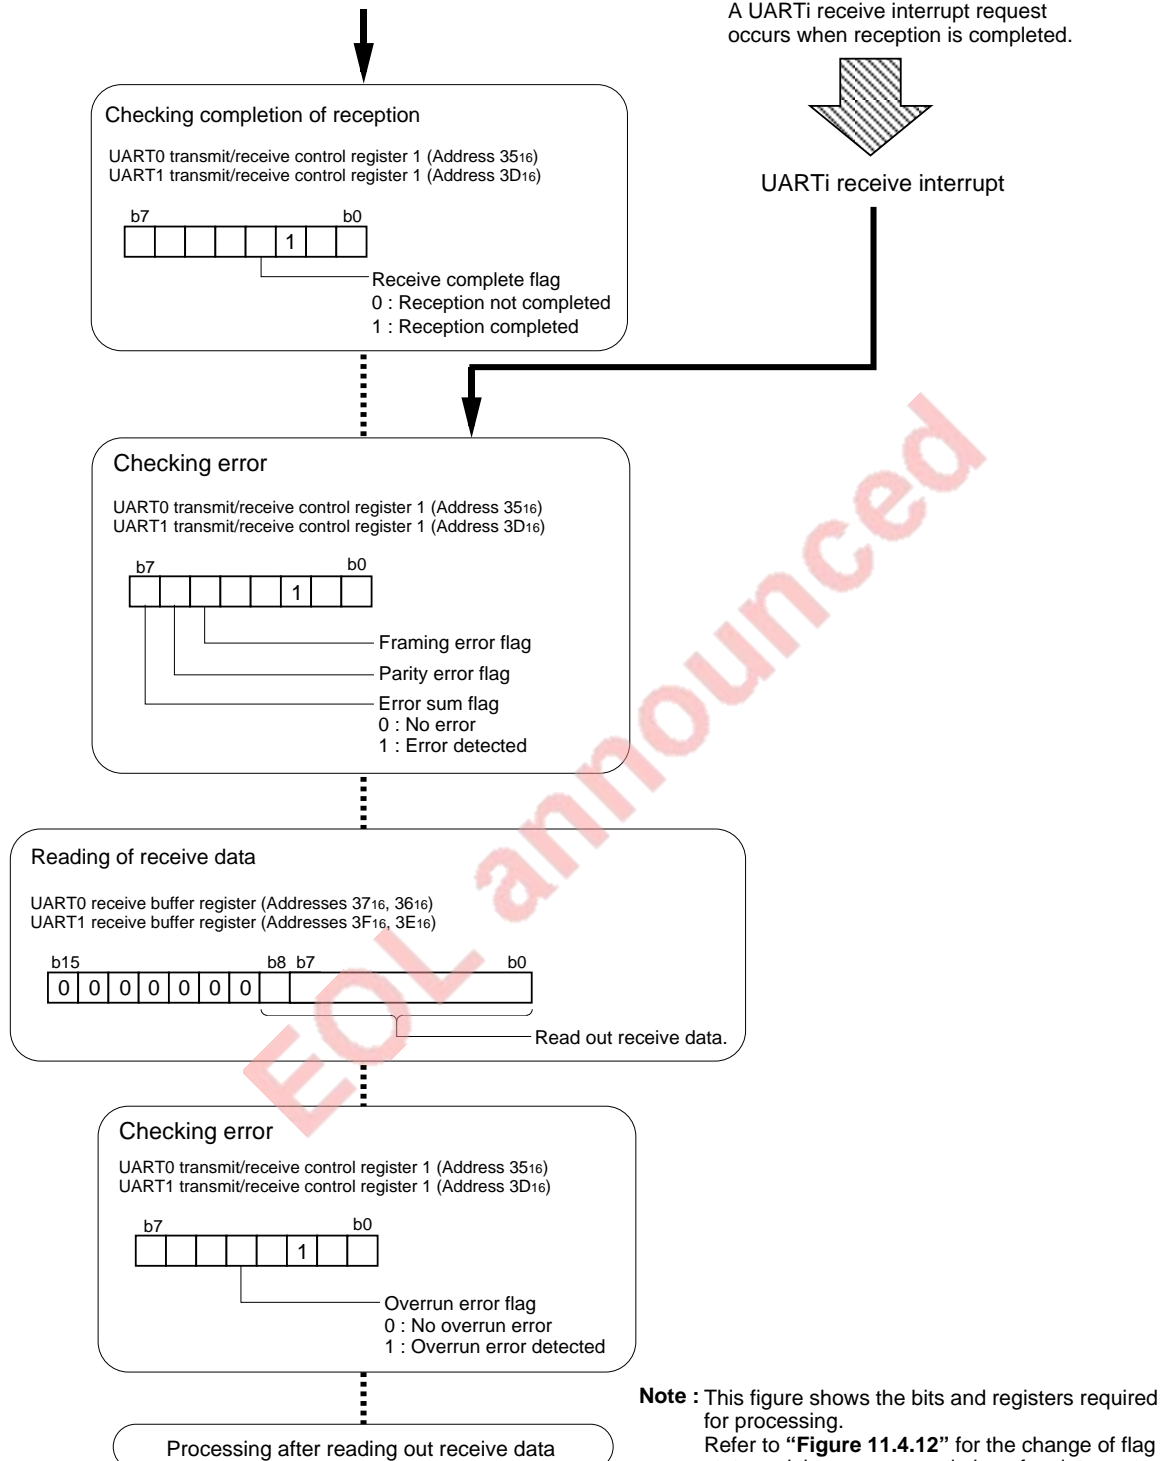 A UARTi receive interrupt request
occurs when reception is completed.
Checking completion of reception
UART0 transmit/receive control register 1 (Address 3516)
UART1 transmit/receive control register 1 (Address 3D16)
b7 b0
1
Receive complete flag
0 : Reception not completed
1 : Reception completed
UARTi receive interrupt
Checking error
UART0 transmit/receive control register 1 (Address 3516)
UART1 transmit/receive control register 1 (Address 3D16)
b7 b0
1
Framing error flag
Parity error flag
Error sum flag
0 : No error
1 : Error detected
Reading of receive data
UART0 receive buffer register (Addresses 3716, 3616)
UART1 receive buffer register (Addresses 3F16, 3E16)
b15 b8 b7 b0
0 0 0 0 0 0 0
Read out receive data.
Checking error
UART0 transmit/receive control register 1 (Address 3516)
UART1 transmit/receive control register 1 (Address 3D16)
b7 b0
1
Overrun error flag
0 : No overrun error
1 : Overrun error detected
Processing after reading out receive data
Note : This figure shows the bits and registers required
for processing.
Refer to “Figure 11.4.12” for the change of flag
EOL announced